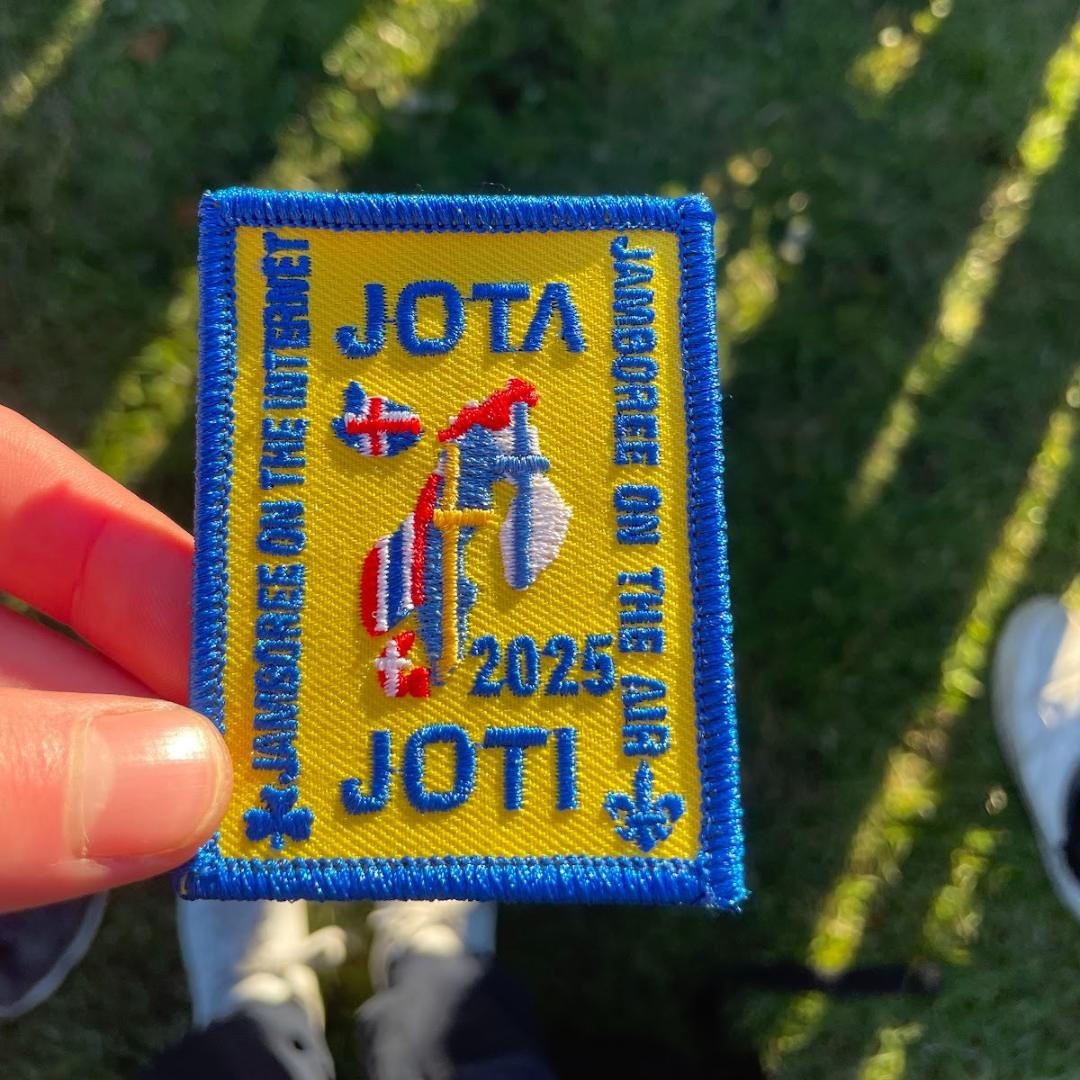 JOTA
JAMBOREE ON THE INTERNET
JAMBOREE ON THE AIR
2025
JOTI